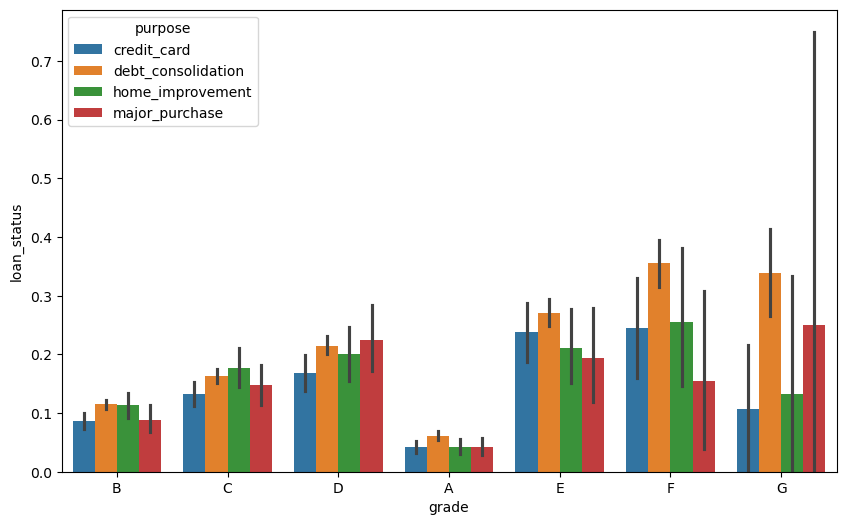 purpose
credit_card
debt_consolidation
home_improvement
major_purchase
loan_status
0.7
0.6
0.5
0.4
0.3
0.2
0.1
0.0
B C D A E F G
grade